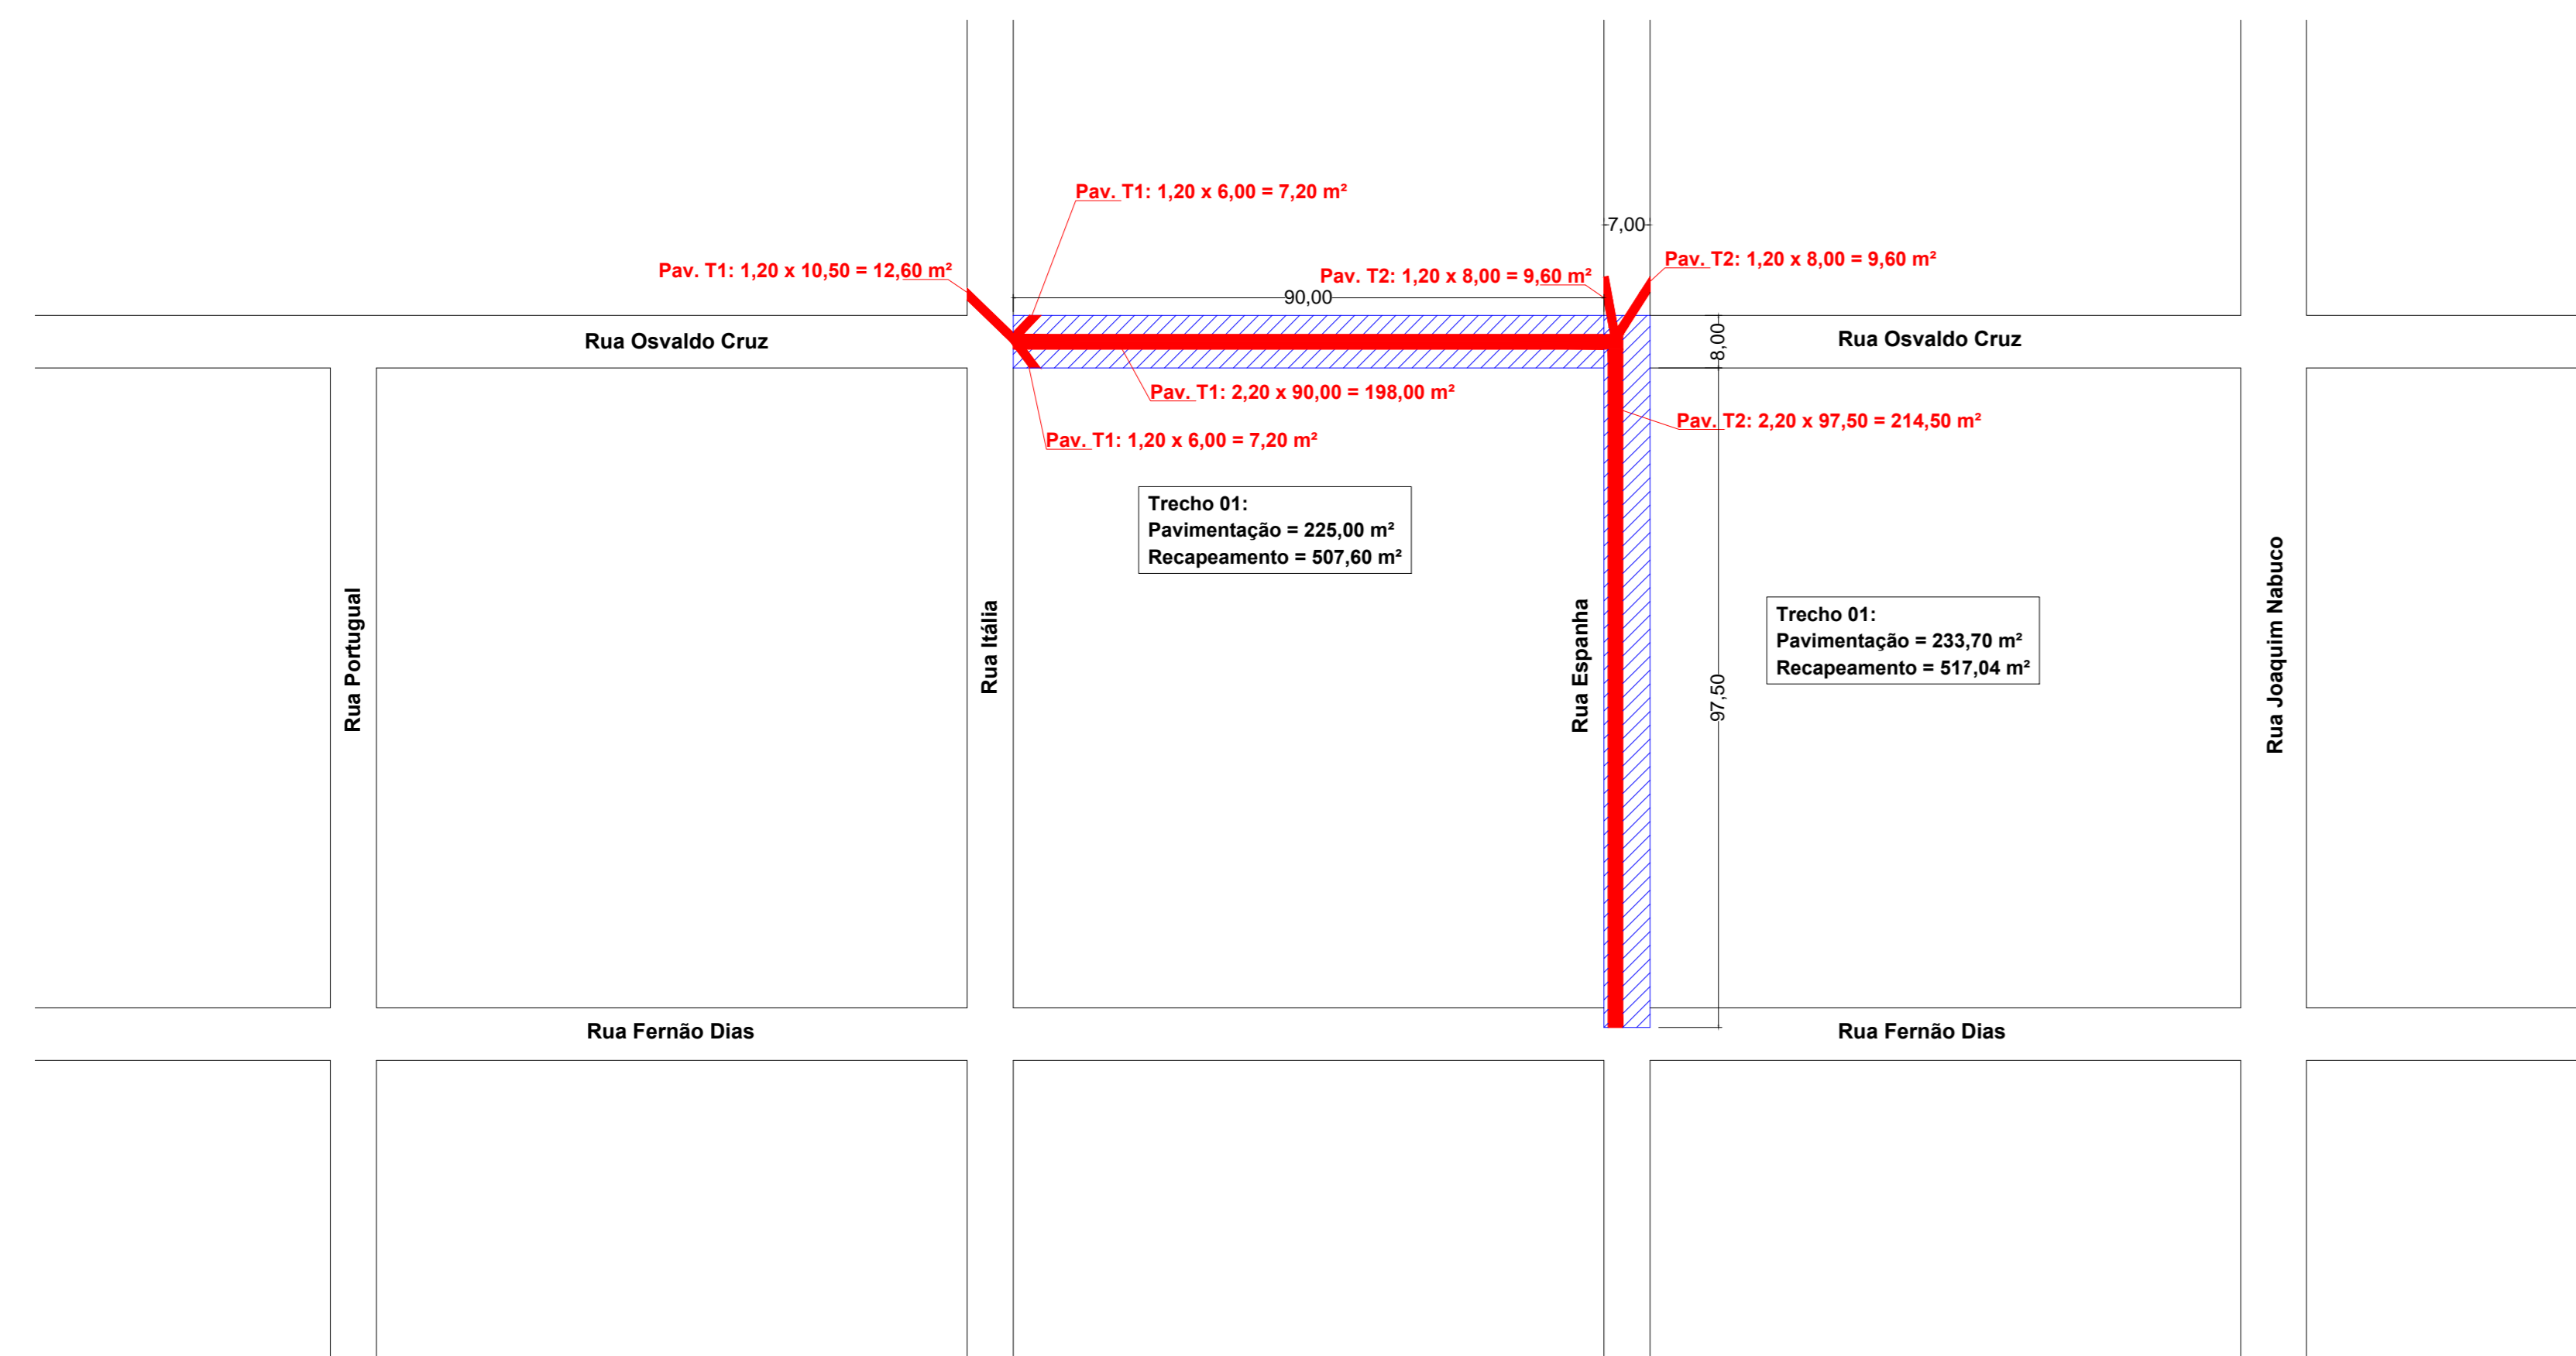 Pav. T1: 1,20 x 6,00 = 7,20 m²
7,00
Pav. T1: 1,20 x 10,50 = 12,60 m²
Pav. T2: 1,20 x 8,00 = 9,60 m²
Pav. T2: 1,20 x 8,00 = 9,60 m²
90,00
Rua Osvaldo Cruz
8,00
Rua Osvaldo Cruz
Pav. T1: 2,20 x 90,00 = 198,00 m²
Pav. T2: 2,20 x 97,50 = 214,50 m²
Pav. T1: 1,20 x 6,00 = 7,20 m²
Trecho 01:
Pavimentação = 225,00 m²
Recapeamento = 507,60 m²
Trecho 01:
Pavimentação = 233,70 m²
Recapeamento = 517,04 m²
Rua Portugual
Rua Itália
Rua Espanha
97,50
Rua Joaquim Nabuco
Rua Fernão Dias
Rua Fernão Dias